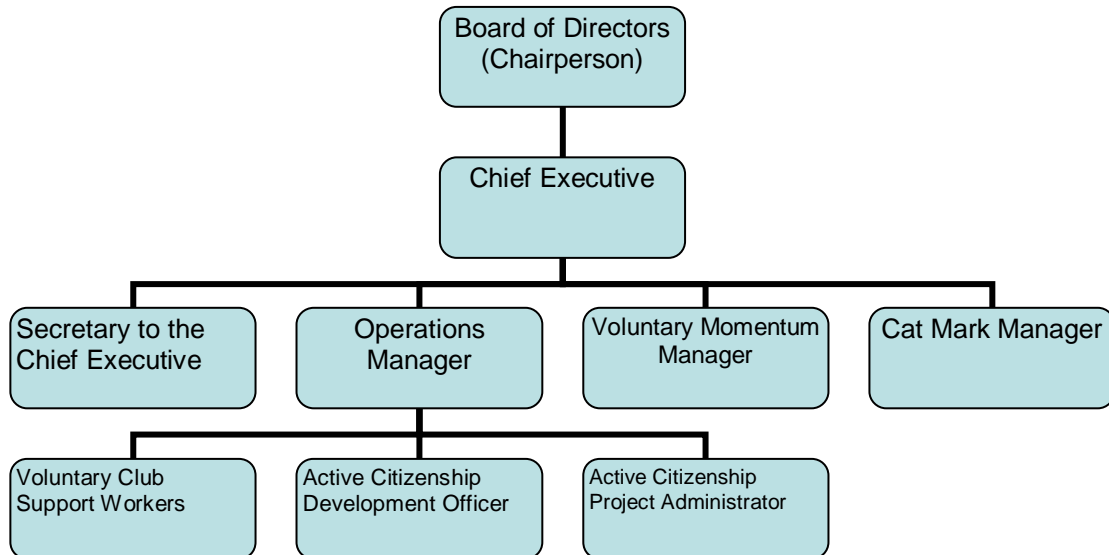 Board of Directors
(Chairperson)
Chief Executive
Secretary to the
Chief Executive
Operations
Manager
Voluntary Momentum
Manager
Cat Mark Manager
Voluntary Club
Support Workers
Active Citizenship
Development Officer
Active Citizenship
Project Administrator